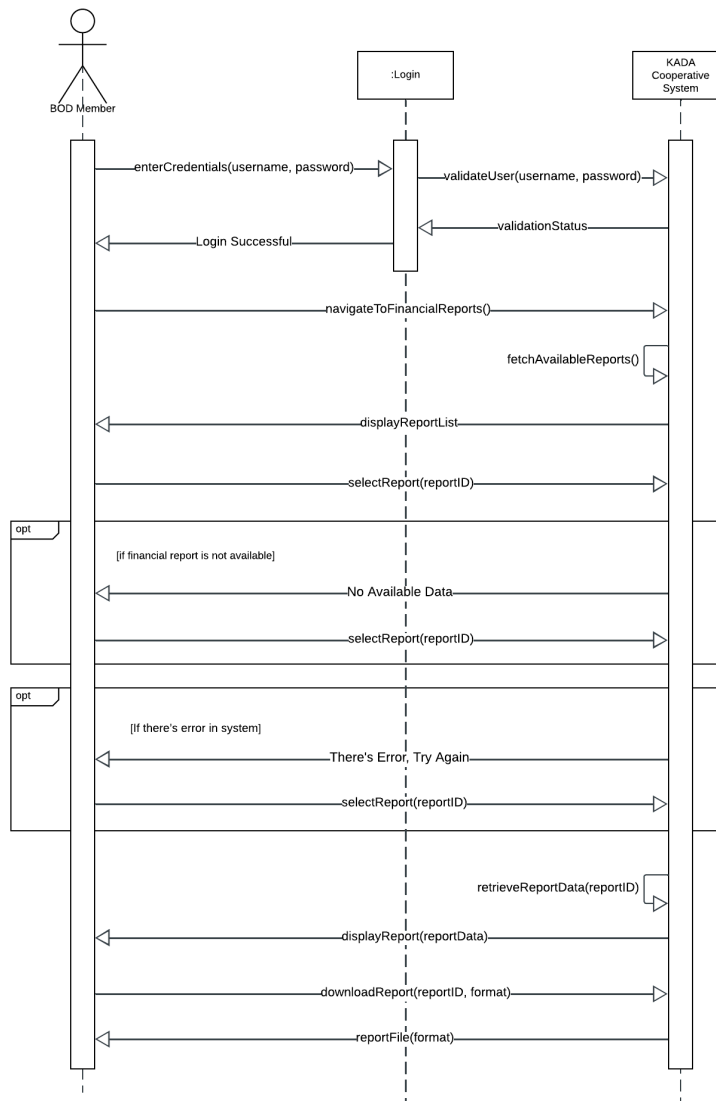 BOD Member
:Login
KADA
Cooperative
System
enterCredentials(username, password)
validateUser(username, password)
validationStatus
Login Successful
navigateToFinancialReports()
fetchAvailableReports()
displayReportList
selectReport(reportID)
opt
[if financial report is not available]
No Available Data
selectReport(reportID)
opt
[If there's error in system]
There's Error, Try Again
selectReport(reportID)
retrieveReportData(reportID)
displayReport(reportData)
downloadReport(reportID, format)
reportFile(format)